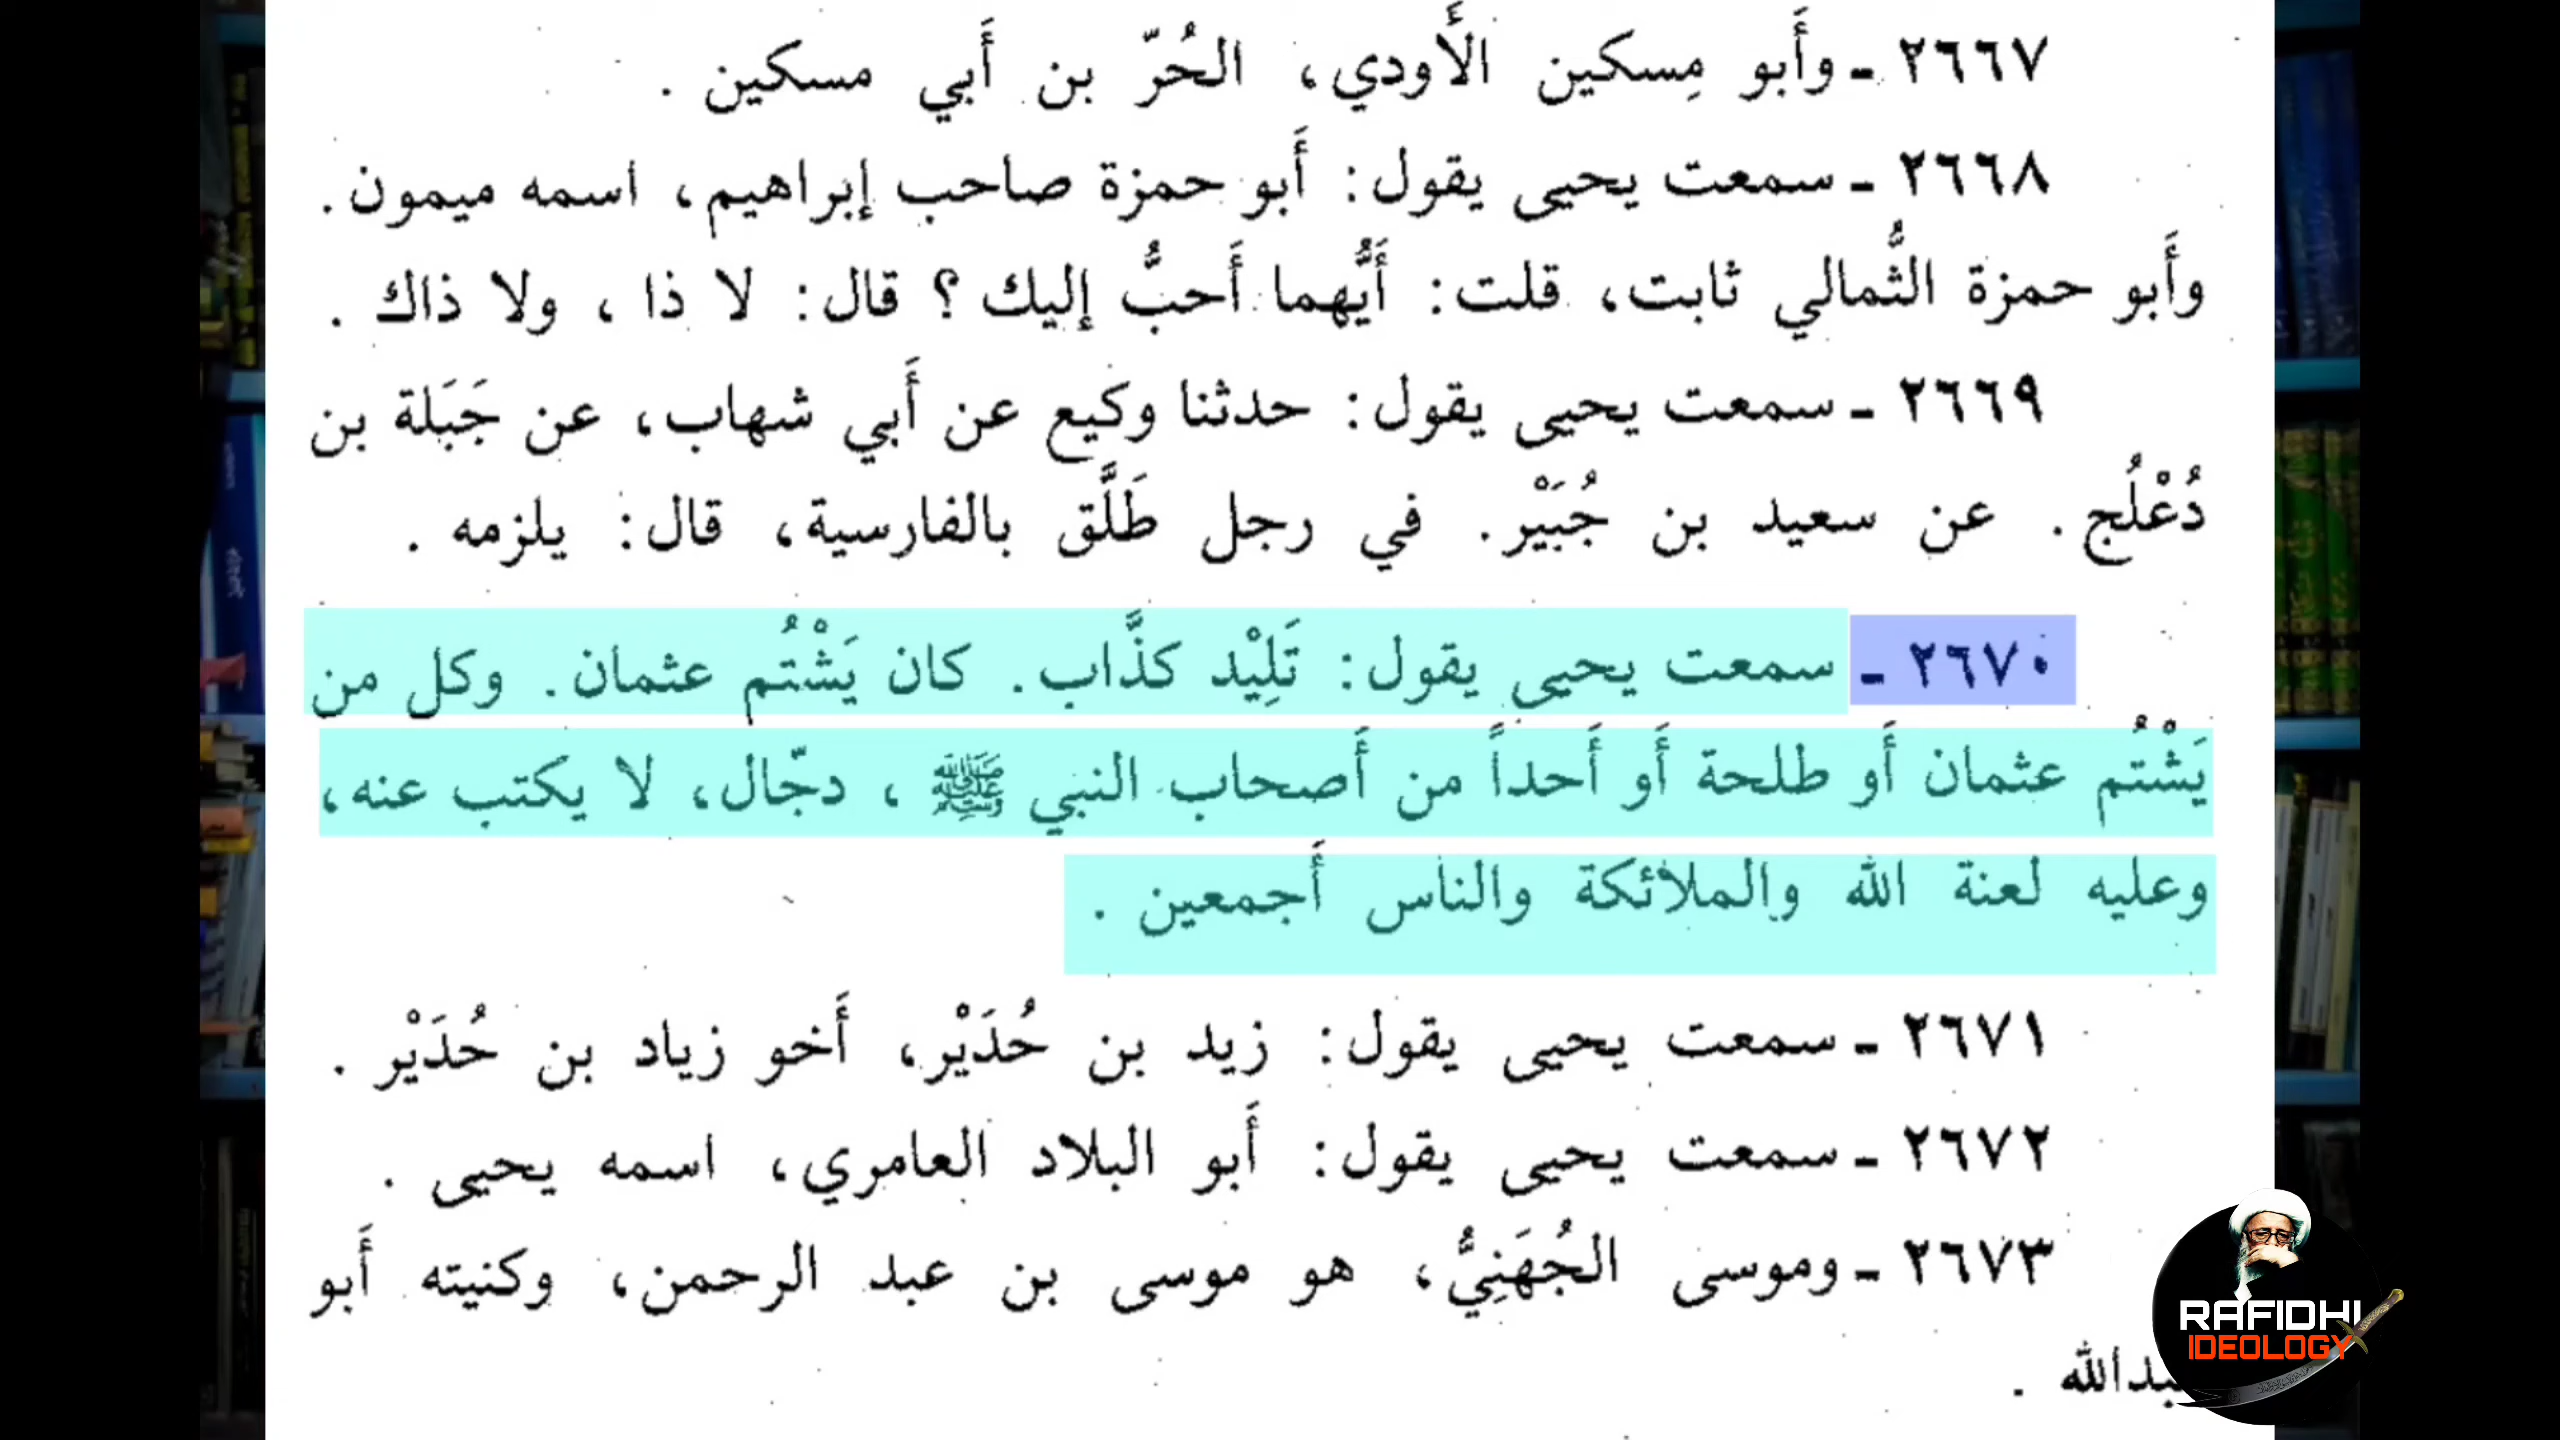 ٢٦٦٧ - وأَبو مِسكين الأَودي، الحُرّ بن أَبي مسكين .
٢٦٦٨ - سمعت يحيى يقول: أَبو حمزة صاحب إبراهيم، اسمه ميمون.
وأَبو حمزة الثُّمالي ثابت، قلت: أَيُّهما أَحبُّ إليك ؟ قال: لا ذا ، ولا ذاك .
٢٦٦٩ - سمعت يحيى يقول: حدثنا وكيع عن أَبي شهاب، عن جَبَلة بن
دُعْلُج. عن سعيد بن جُبَيْر. في رجل طَلَّق بالفارسية، قال: يلزمه .
٢٦٧٠ - سمعت يحيى يقول: تَلِيْد كذَّاب. كان يَشْتُم عثمان. وكل من
يَشْتُم عثمان أَو طلحة أَو أَحداً من أَصحاب النبي ﷺ ، دجّال، لا يكتب عنه،
وعليه لعنة الله والملائكة والناس أَجمعين .
٢٦٧١ - سمعت يحيى يقول: زيد بن حُدَيْر، أَخو زياد بن حُدَيْر .
٢٦٧٢ - سمعت يحيى يقول: أَبو البلاد العامري، اسمه يحيى .
٢٦٧٣ - وموسى الجُهَنِيُّ، هو موسى بن عبد الرحمن، وكنيته أَبو
بدالله .
RAFIDHI
IDEOLOGY